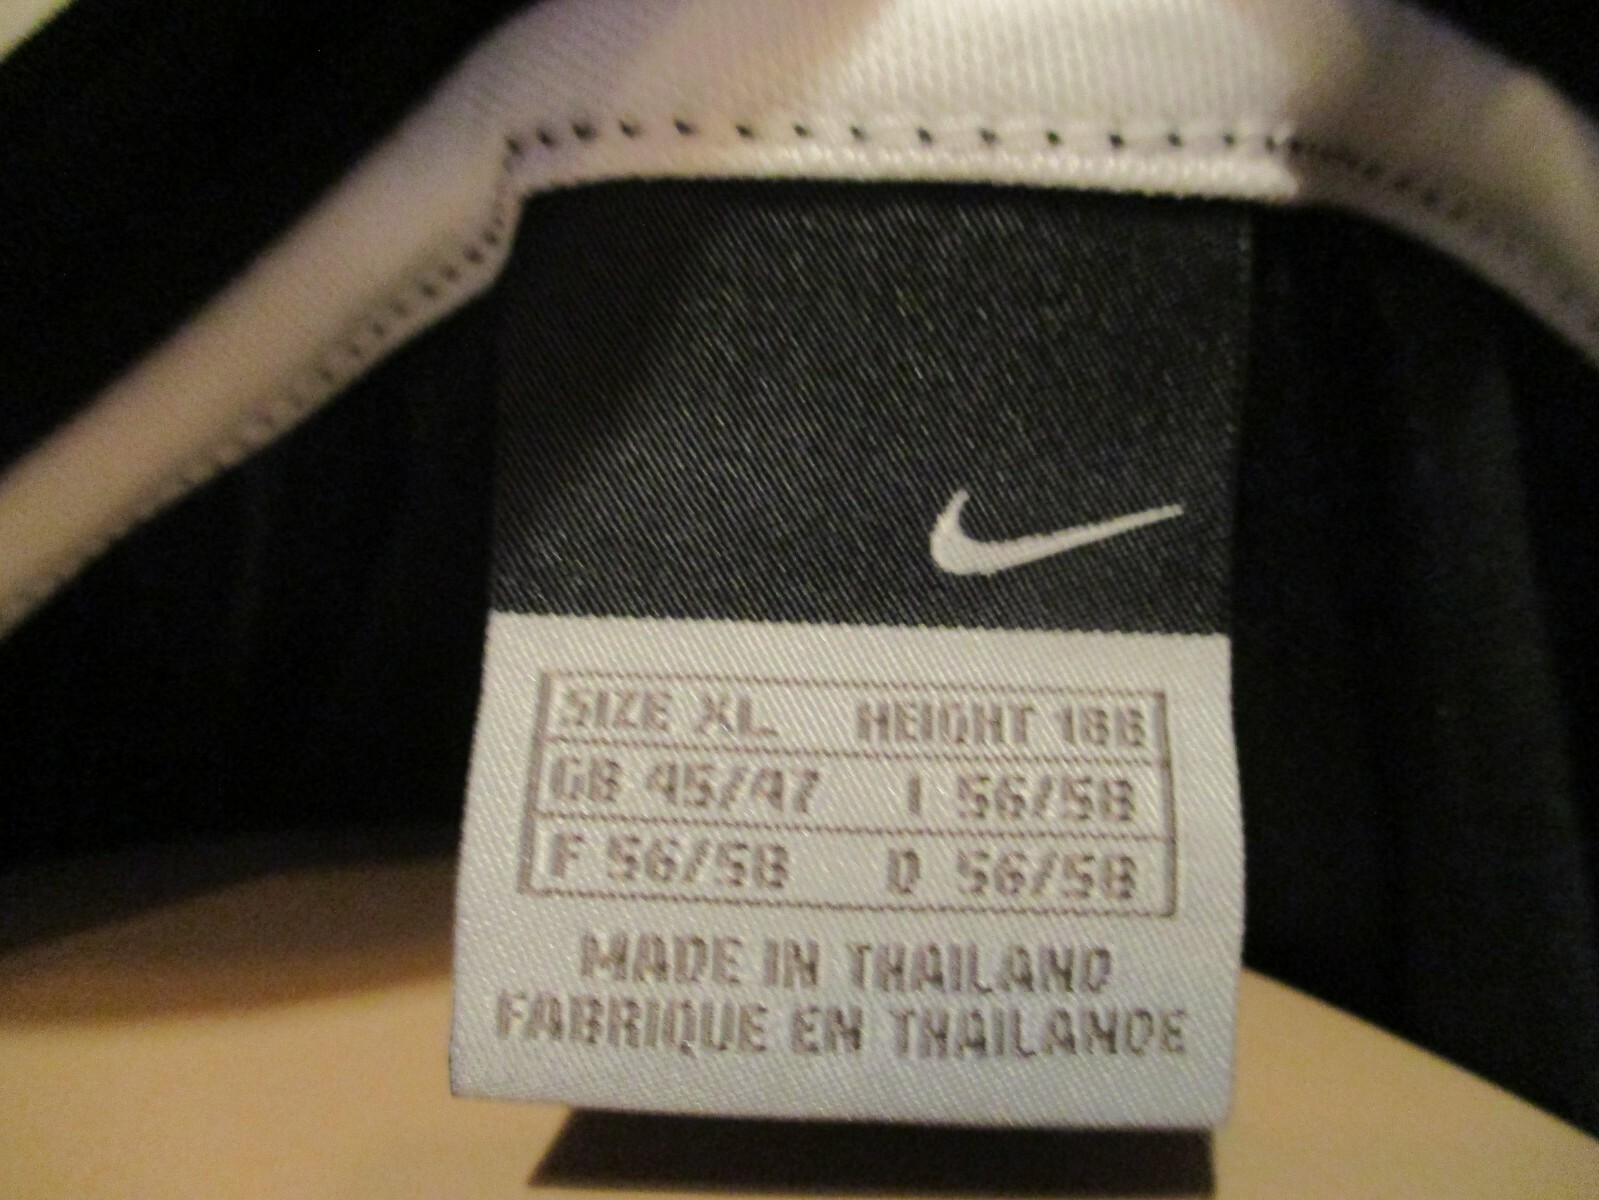 SIZE XL HEIGHT 188
GB 45/47 I 56/58
F 56/58 D 56/58
MADE IN THAILAND
FABRIQUE EN THAILANDE